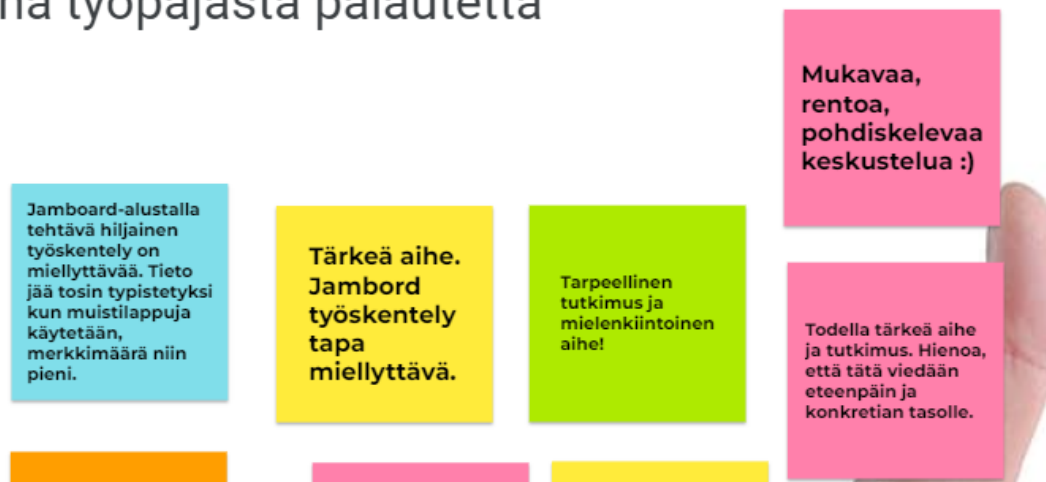 työpajasta palautetta
Mukavaa,
rentoa,
pohdiskelevaa
keskustelua :)
Jamboard-alustalla
tehtävä hiljainen
työskentely on
miellyttävää. Tieto
jää tosin typistetyksi
kun muistilappuja
käytetään,
merkkimäärä niin
pieni.
Tärkeä aihe.
Jambord
työskentely
tapa
miellyttävä.
Tarpeellinen
tutkimus ja
mielenkiintoinen
aihe!
Todella tärkeä aihe
ja tutkimus. Hienoa,
että tätä viedään
eteenpäin ja
konkretian tasolle.